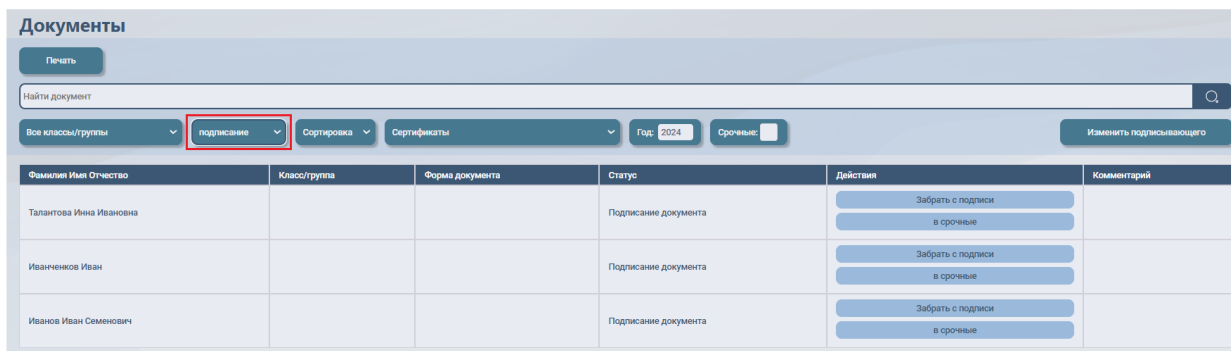 Документы
Печать
Найти документ
Все классы/группы подписание Сортировка Сертификаты Год: 2024 Срочные: Изменить подписывающего
Фамилия Имя Отчество Класс/группа Форма документа Статус Действия Комментарий
Талантова Инна Ивановна Подписание документа Забрать с подписи
в срочные
Иванченков Иван Подписание документа Забрать с подписи
в срочные
Иванов Иван Семенович Подписание документа Забрать с подписи
в срочные